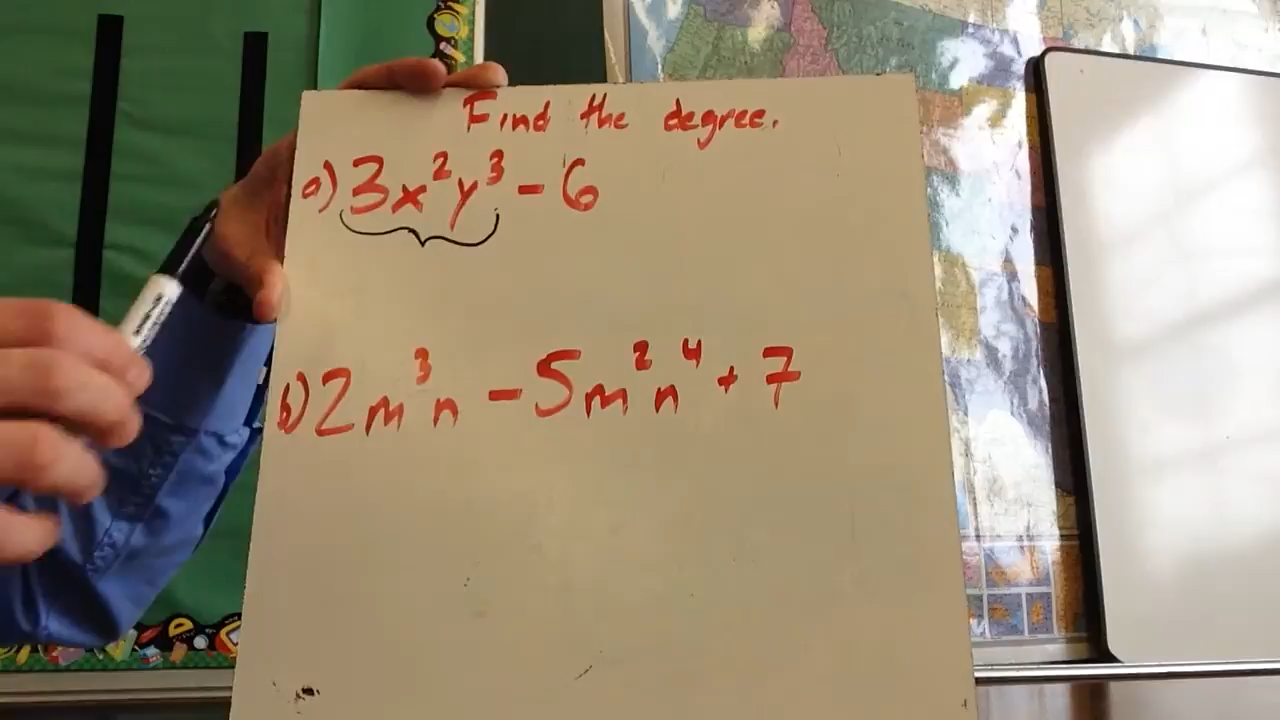 Find the degree.
a) 3x²y³ - 6
b) 2m³n - 5m²n⁴ + 7